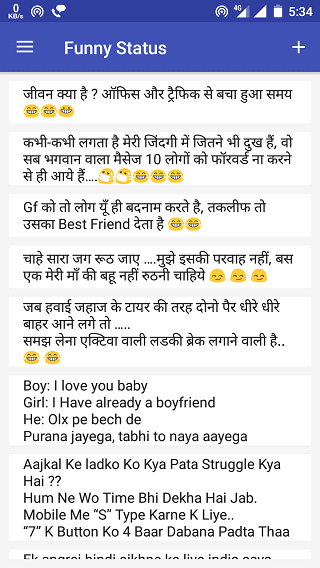 0
KB/s
4G
5:34
Funny Status
जीवन क्या है ? ऑफिस और ट्रैफिक से बचा हुआ समय
😂😂😂
कभी-कभी लगता है मेरी जिंदगी में जितने भी दुख हैं, वो
सब भगवान वाला मैसेज 10 लोगों को फॉरवर्ड ना करने
से ही आये हैं....😷😷😂😂😂
Gf को तो लोग यूँ ही बदनाम करते है, तकलीफ तो
उसका Best Friend देता है 😂😂
चाहे सारा जग रूठ जाए ....मुझे इसकी परवाह नहीं, बस
एक मेरी माँ की बहू नहीं रुठनी चाहिये 😏 😏 😏
जब हवाई जहाज के टायर की तरह दोनो पैर धीरे धीरे
बाहर आने लगे तो .....
समझ लेना एक्टिवा वाली लडकी ब्रेक लगाने वाली है..
😂 😂
Boy: I love you baby
Girl: I Have already a boyfriend
He: Olx pe bech de
Purana jayega, tabhi to naya aayega
Aajkal Ke ladko Ko Kya Pata Struggle Kya
Hai ??
Hum Ne Wo Time Bhi Dekha Hai Jab.
Mobile Me “S” Type Karne K Liye..
“7” K Button Ko 4 Baar Dabana Padta Thaa